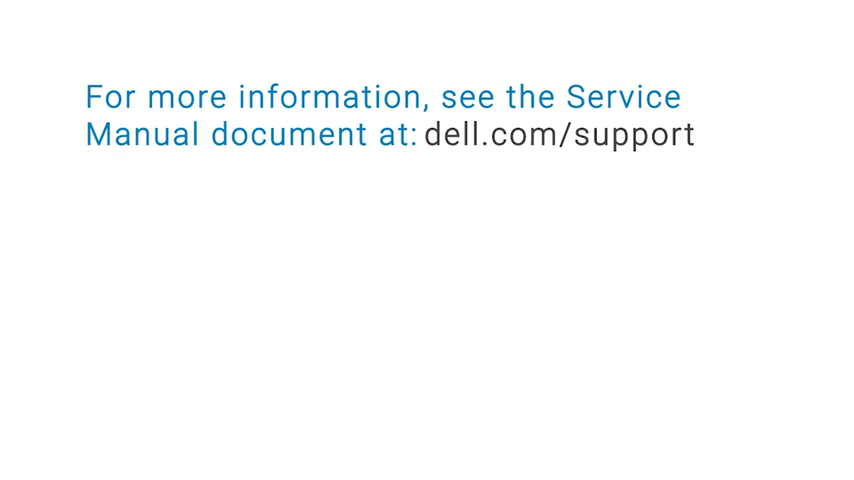 For more information, see the Service
Manual document at: dell.com/support